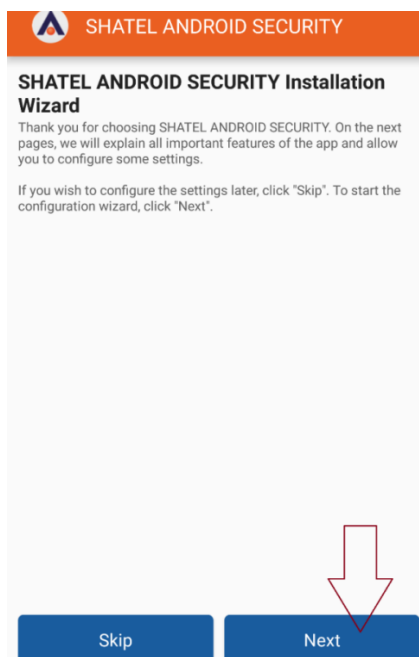 SHATEL ANDROID SECURITY
SHATEL ANDROID SECURITY Installation
Wizard
Thank you for choosing SHATEL ANDROID SECURITY. On the next
pages, we will explain all important features of the app and allow
you to configure some settings.
If you wish to configure the settings later, click "Skip". To start the
configuration wizard, click "Next".
Skip
Next